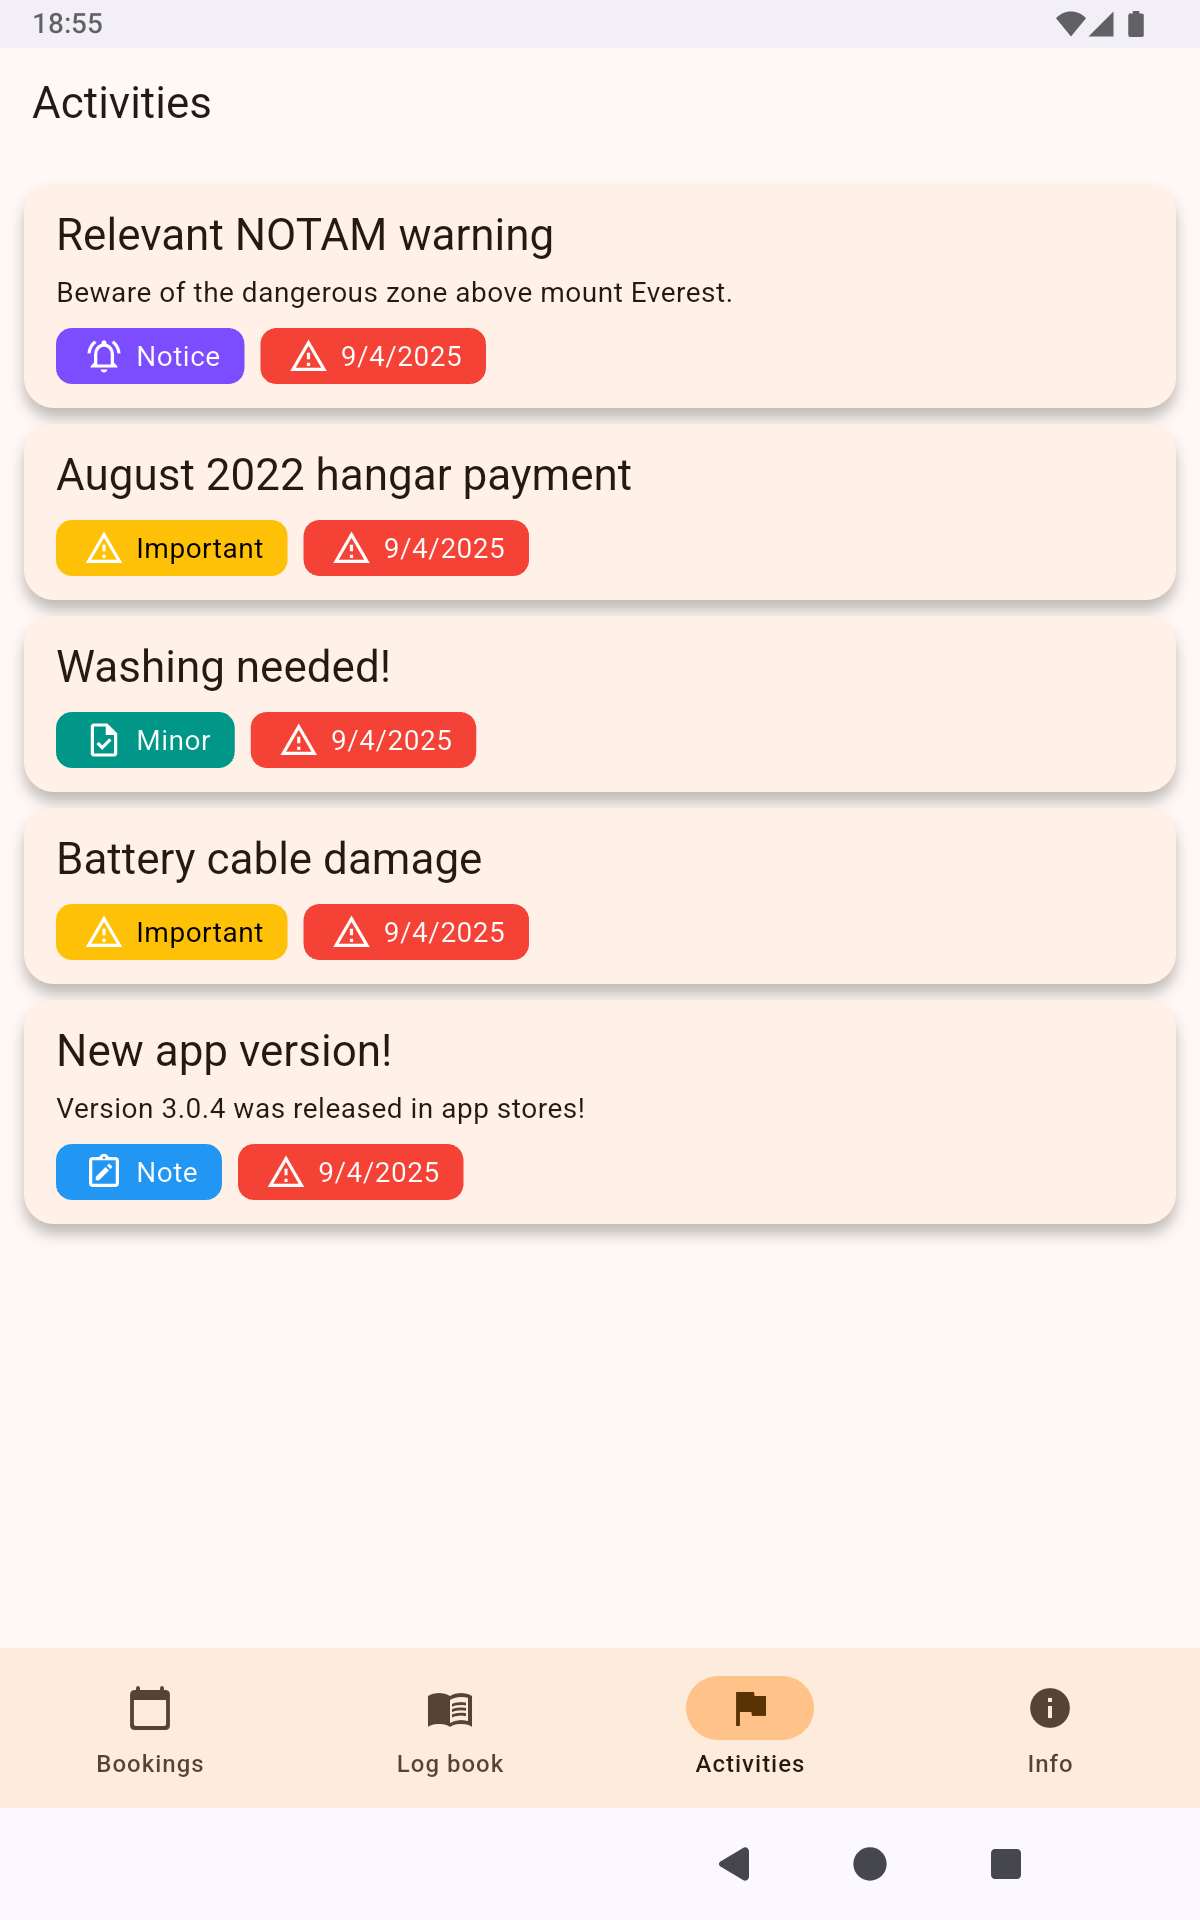 18:55
Activities
Relevant NOTAM warning
Beware of the dangerous zone above mount Everest.
Notice 9/4/2025
August 2022 hangar payment
Important 9/4/2025
Washing needed!
Minor 9/4/2025
Battery cable damage
Important 9/4/2025
New app version!
Version 3.0.4 was released in app stores!
Note 9/4/2025
Bookings Log book Activities Info